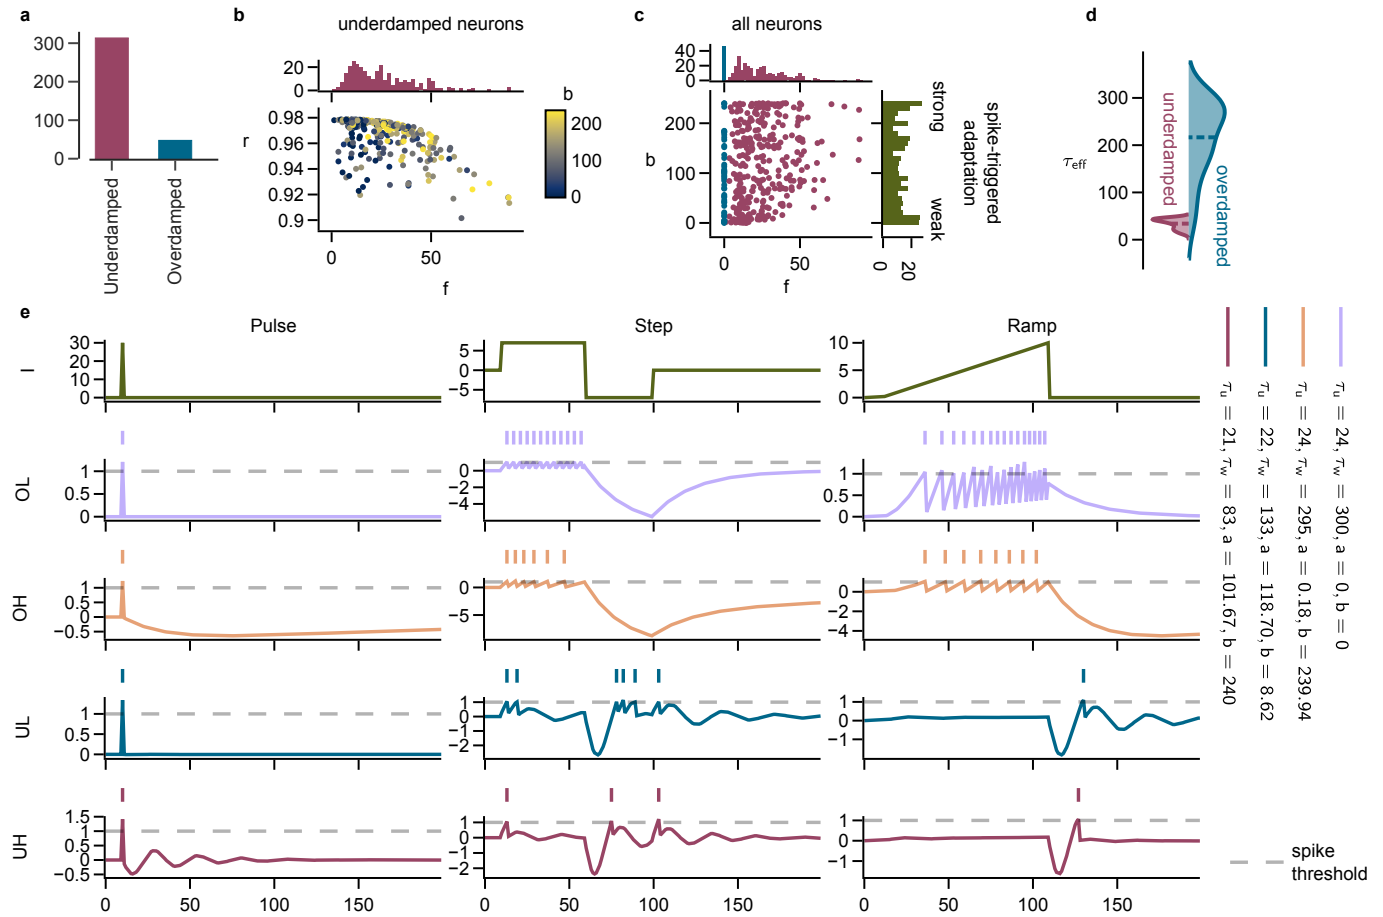 a
300
200
100
0
Underdamped
Overdamped
b
underdamped neurons
20
0
r
0.98
0.96
0.94
0.92
0.9
0
50
f
b
200
100
0
c
all neurons
40
20
0
b
200
100
0
0
50
f
0
20
strong
weak
spike-triggered
adaptation
d
τeff
300
200
100
0
underdamped
overdamped
e
Pulse
Step
Ramp
I
30
20
10
0
5
0
−5
10
5
0
50
100
150
OL
1
0.5
0
0
−2
−4
1
0.5
0
OH
1
0.5
0
−0.5
0
−5
0
−2
−4
UL
1
0
1
0
−1
−2
1
0
−1
UH
1.5
1
0.5
0
−0.5
1
0
−1
−2
1
0
−1
0
50
100
150
0
50
100
150
0
50
100
150
τu = 24, τw = 300, a = 0, b = 0
τu = 24, τw = 295, a = 0.18, b = 239.94
τu = 22, τw = 133, a = 118.70, b = 8.62
τu = 21, τw = 83, a = 101.67, b = 240
spike
threshold